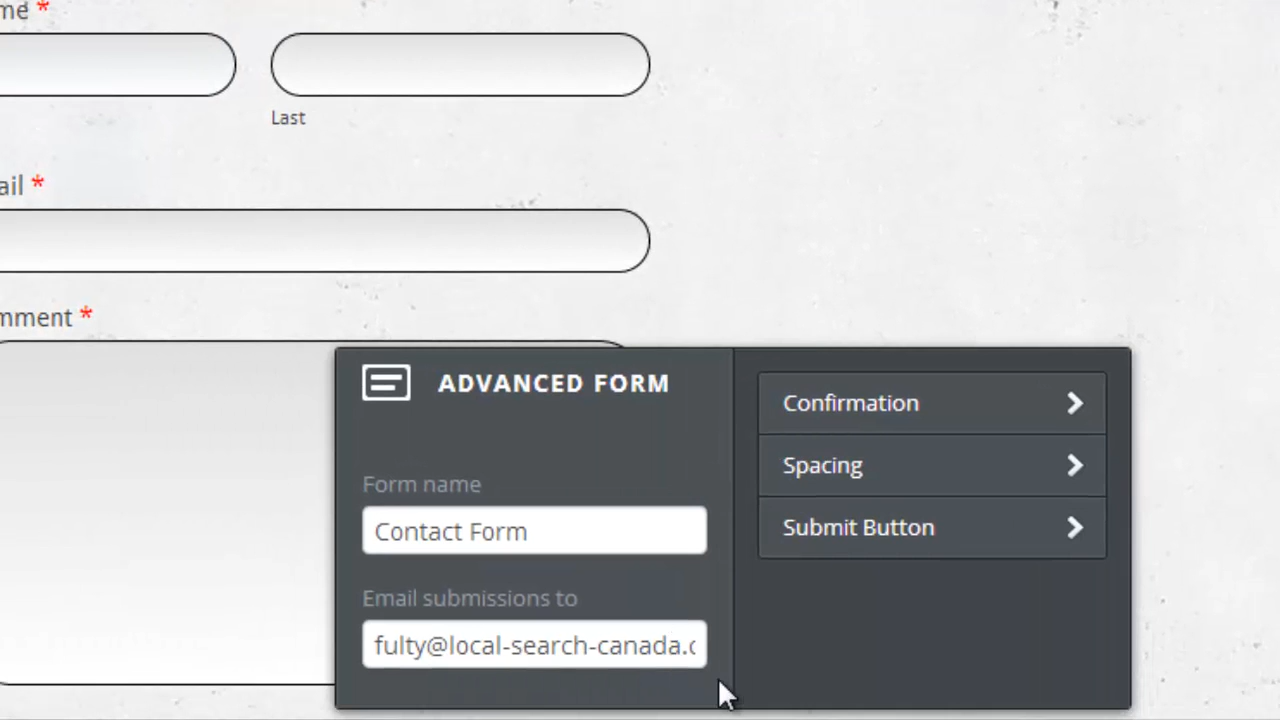 me *
Last
ail *
mment *
ADVANCED FORM
Form name
Contact Form
Email submissions to
fulty@local-search-canada.c
Confirmation
Spacing
Submit Button